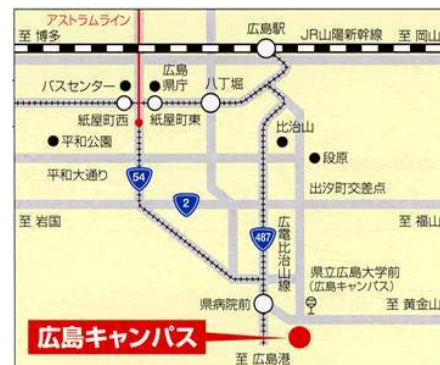 アストラムライン
広島駅
JR山陽新幹線
至 博多
至 岡山
バスセンター
広島
県庁
八丁堀
紙屋町西
紙屋町東
比治山
平和公園
段原
平和大通り
54
出汐町交差点
2
至 岩国
至 福山
広電比治山線
487
県立広島大学前
(広島キャンパス)
県病院前
至 黄金山
広島キャンパス
至 広島港